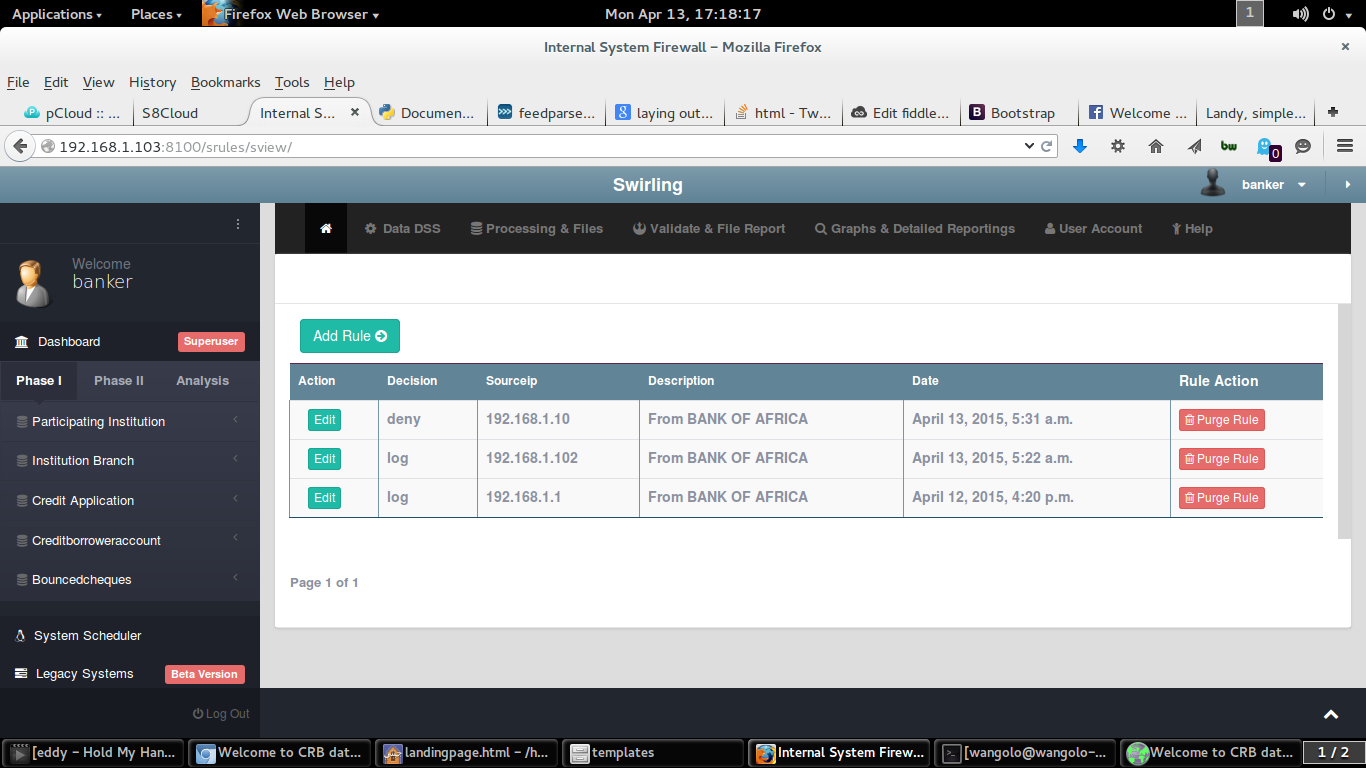 Applications Places Firefox Web Browser Mon Apr 13, 17:18:17 1
Internal System Firewall - Mozilla Firefox
File Edit View History Bookmarks Tools Help
pCloud :: ... S8Cloud Internal S... Documen... feedparse... laying out... html - Tw... Edit fiddle... Bootstrap Welcome ... Landy, simple...
192.168.1.103:8100/srules/sview/ bw 0
Swirling banker
Data DSS Processing & Files Validate & File Report Graphs & Detailed Reportings User Account Help
Welcome
banker
Dashboard Superuser
Phase I Phase II Analysis
Participating Institution
Institution Branch
Credit Application
Creditborroweraccount
Bouncedcheques
System Scheduler
Legacy Systems Beta Version
Log Out
Add Rule
Action Decision Sourceip Description Date Rule Action
Edit deny 192.168.1.10 From BANK OF AFRICA April 13, 2015, 5:31 a.m. Purge Rule
Edit log 192.168.1.102 From BANK OF AFRICA April 13, 2015, 5:22 a.m. Purge Rule
Edit log 192.168.1.1 From BANK OF AFRICA April 12, 2015, 4:20 p.m. Purge Rule
Page 1 of 1
[eddy - Hold My Han... Welcome to CRB dat... landingpage.html - /h... templates Internal System Firew... [wangolo@wangolo-... Welcome to CRB dat... 1 / 2